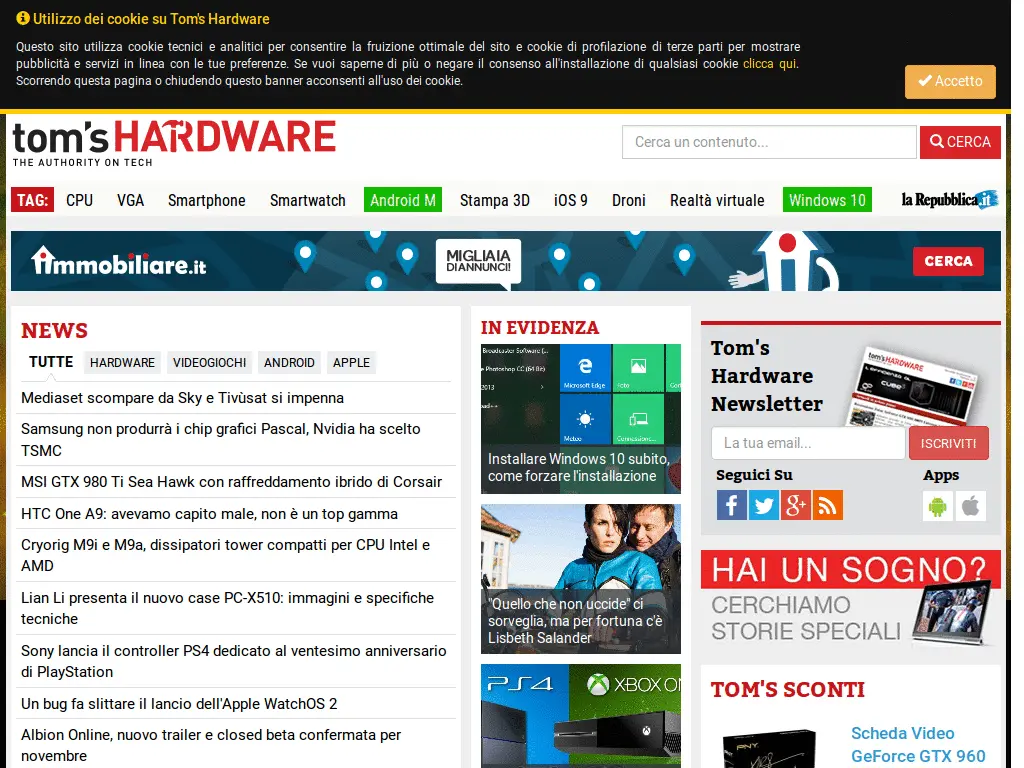 Utilizzo dei cookie su Tom's Hardware
Questo sito utilizza cookie tecnici e analitici per consentire la fruizione ottimale del sito e cookie di profilazione di terze parti per mostrare
pubblicità e servizi in linea con le tue preferenze. Se vuoi saperne di più o negare il consenso all'installazione di qualsiasi cookie clicca qui.
Scorrendo questa pagina o chiudendo questo banner acconsenti all'uso dei cookie.
Accetto
tom's HARDWARE
THE AUTHORITY ON TECH
Cerca un contenuto...
CERCA
TAG: CPU VGA Smartphone Smartwatch Android M Stampa 3D iOS 9 Droni Realtà virtuale Windows 10
la Repubblica.it
immobiliare.it
MIGLIAIA
DI ANNUNCI!
CERCA
NEWS
TUTTE HARDWARE VIDEOGIOCHI ANDROID APPLE
Mediaset scompare da Sky e Tivùsat si impenna
Samsung non produrrà i chip grafici Pascal, Nvidia ha scelto
TSMC
MSI GTX 980 Ti Sea Hawk con raffreddamento ibrido di Corsair
HTC One A9: avevamo capito male, non è un top gamma
Cryorig M9i e M9a, dissipatori tower compatti per CPU Intel e
AMD
Lian Li presenta il nuovo case PC-X510: immagini e specifiche
tecniche
Sony lancia il controller PS4 dedicato al ventesimo anniversario
di PlayStation
Un bug fa slittare il lancio dell'Apple WatchOS 2
Albion Online, nuovo trailer e closed beta confermata per
novembre
IN EVIDENZA
Broadcaster Software (...
Photoshop CC (64 Bit)
2013
Microsoft Edge
Foto
Meteo
Connessione...
Installare Windows 10 subito,
come forzare l'installazione
"Quello che non uccide" ci
sorveglia, ma per fortuna c'è
Lisbeth Salander
PS4
XBOX ON
Tom's
Hardware
Newsletter
tom's HARDWARE
La tua email...
ISCRIVITI
Seguici Su
Apps
HAI UN SOGNO?
CERCHIAMO
STORIE SPECIALI
TOM'S SCONTI
PNY
Scheda Video
GeForce GTX 960